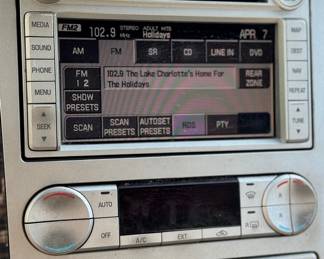 MEDIA
SOUND
PHONE
MENU
SEEK
FM2 102.9 MHz STEREO ADULT HITS Holidays APR 7
AM FM SR CD LINE IN DVD
FM 1 2
102.9 The Lake Charlotte's Home For
The Holidays
REAR ZONE
SHOW PRESETS
SCAN SCAN PRESETS AUTOSET PRESETS RDS PTY
MAP
DEST
NAV
REPEAT
TUNE
AUTO
OFF
A/C EXT